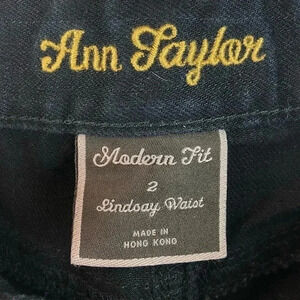 Ann Taylor
Modern Fit
2
Lindsay Waist
MADE IN
HONG KONG